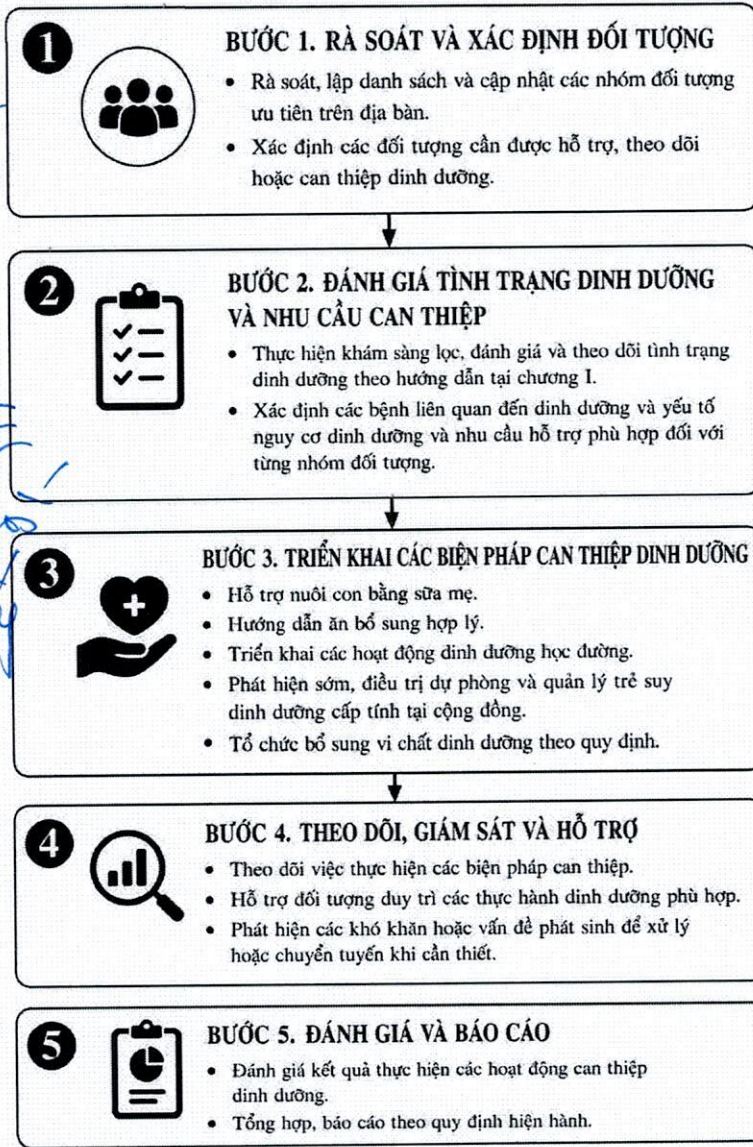 1
BƯỚC 1. RÀ SOÁT VÀ XÁC ĐỊNH ĐỐI TƯỢNG
• Rà soát, lập danh sách và cập nhật các nhóm đối tượng
ưu tiên trên địa bàn.
• Xác định các đối tượng cần được hỗ trợ, theo dõi
hoặc can thiệp dinh dưỡng.
2
BƯỚC 2. ĐÁNH GIÁ TÌNH TRẠNG DINH DƯỠNG
VÀ NHU CẦU CAN THIỆP
• Thực hiện khám sàng lọc, đánh giá và theo dõi tình trạng
dinh dưỡng theo hướng dẫn tại chương I.
• Xác định các bệnh liên quan đến dinh dưỡng và yếu tố
nguy cơ dinh dưỡng và nhu cầu hỗ trợ phù hợp đối với
từng nhóm đối tượng.
3
BƯỚC 3. TRIỂN KHAI CÁC BIỆN PHÁP CAN THIỆP DINH DƯỠNG
• Hỗ trợ nuôi con bằng sữa mẹ.
• Hướng dẫn ăn bổ sung hợp lý.
• Triển khai các hoạt động dinh dưỡng học đường.
• Phát hiện sớm, điều trị dự phòng và quản lý trẻ suy
dinh dưỡng cấp tính tại cộng đồng.
• Tổ chức bổ sung vi chất dinh dưỡng theo quy định.
4
BƯỚC 4. THEO DÕI, GIÁM SÁT VÀ HỖ TRỢ
• Theo dõi việc thực hiện các biện pháp can thiệp.
• Hỗ trợ đối tượng duy trì các thực hành dinh dưỡng phù hợp.
• Phát hiện các khó khăn hoặc vấn đề phát sinh để xử lý
hoặc chuyển tuyến khi cần thiết.
5
BƯỚC 5. ĐÁNH GIÁ VÀ BÁO CÁO
• Đánh giá kết quả thực hiện các hoạt động can thiệp
dinh dưỡng.
• Tổng hợp, báo cáo theo quy định hiện hành.